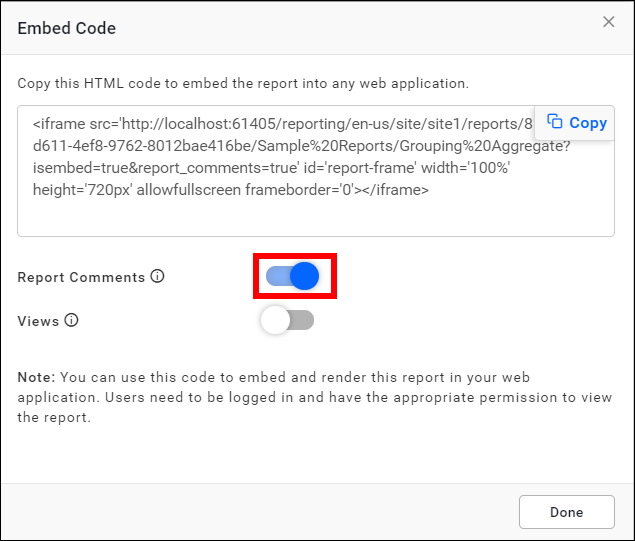 Embed Code
Copy this HTML code to embed the report into any web application.
<iframe src='http://localhost:61405/reporting/en-us/site/site1/reports/8
Copy
d611-4ef8-9762-8012bae416be/Sample%20Reports/Grouping%20Aggregate?
isembed=true&report_comments=true' id='report-frame' width='100%'
height='720px' allowfullscreen frameborder='0'></iframe>
Report Comments
Views
Note: You can use this code to embed and render this report in your web
application. Users need to be logged in and have the appropriate permission to view
the report.
Done